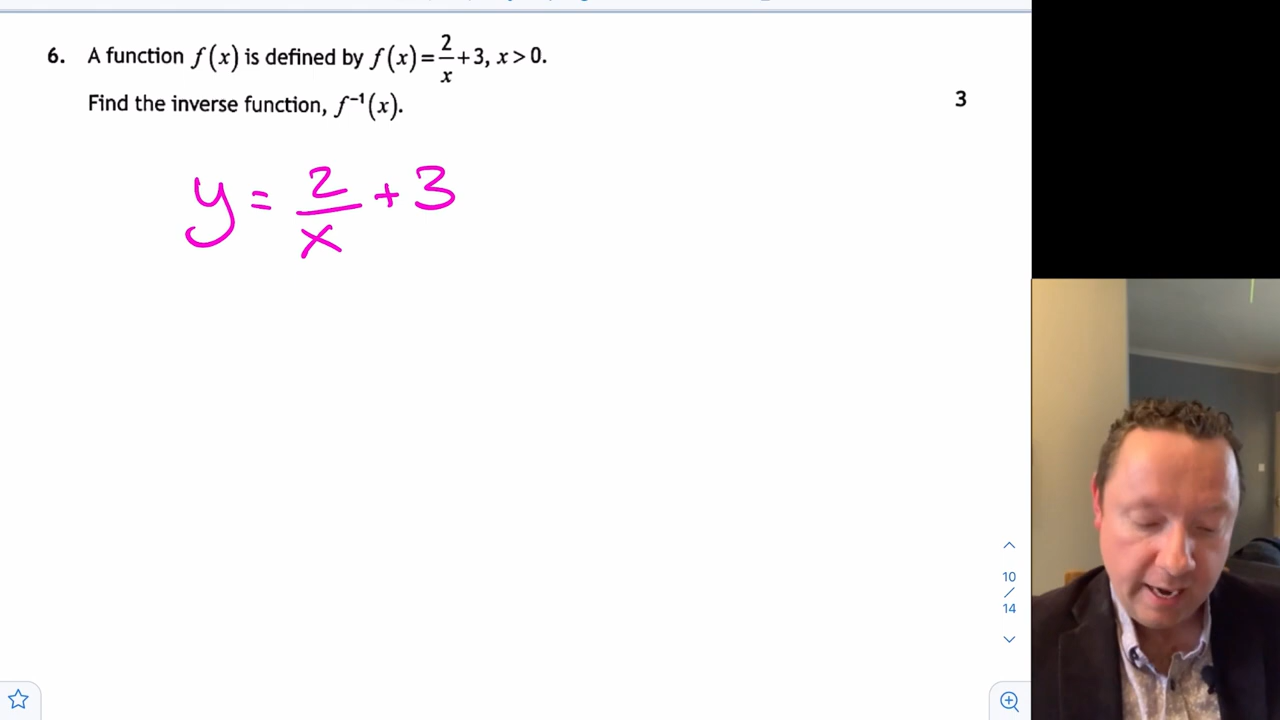 6. A function f(x) is defined by f(x)=2/x+3, x>0.
Find the inverse function, f⁻¹(x).
3
y = 2/x + 3
10
/
14